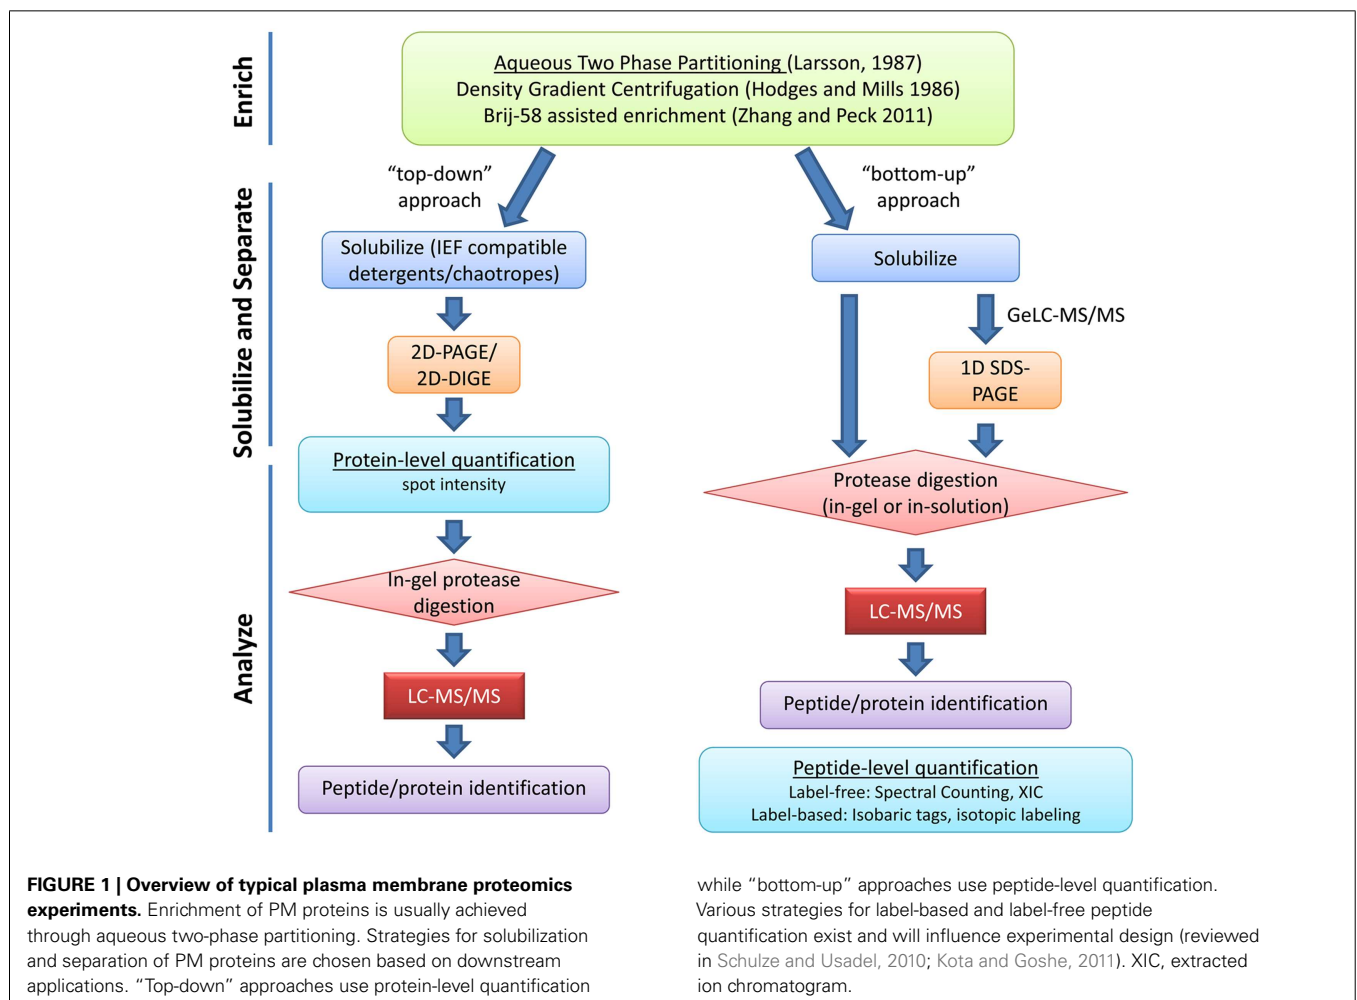 Enrich
Aqueous Two Phase Partitioning (Larsson, 1987)
Density Gradient Centrifugation (Hodges and Mills 1986)
Brij-58 assisted enrichment (Zhang and Peck 2011)
Solubilize and Separate
“top-down”
approach
Solubilize (IEF compatible
detergents/chaotropes)
2D-PAGE/
2D-DIGE
“bottom-up”
approach
Solubilize
GeLC-MS/MS
1D SDS-
PAGE
Analyze
Protein-level quantification
spot intensity
In-gel protease
digestion
LC-MS/MS
Peptide/protein identification
Protease digestion
(in-gel or in-solution)
LC-MS/MS
Peptide/protein identification
Peptide-level quantification
Label-free: Spectral Counting, XIC
Label-based: Isobaric tags, isotopic labeling
FIGURE 1 | Overview of typical plasma membrane proteomics
experiments. Enrichment of PM proteins is usually achieved
through aqueous two-phase partitioning. Strategies for solubilization
and separation of PM proteins are chosen based on downstream
applications. “Top-down” approaches use protein-level quantification
while “bottom-up” approaches use peptide-level quantification.
Various strategies for label-based and label-free peptide
quantification exist and will influence experimental design (reviewed
in Schulze and Usadel, 2010; Kota and Goshe, 2011). XIC, extracted
ion chromatogram.